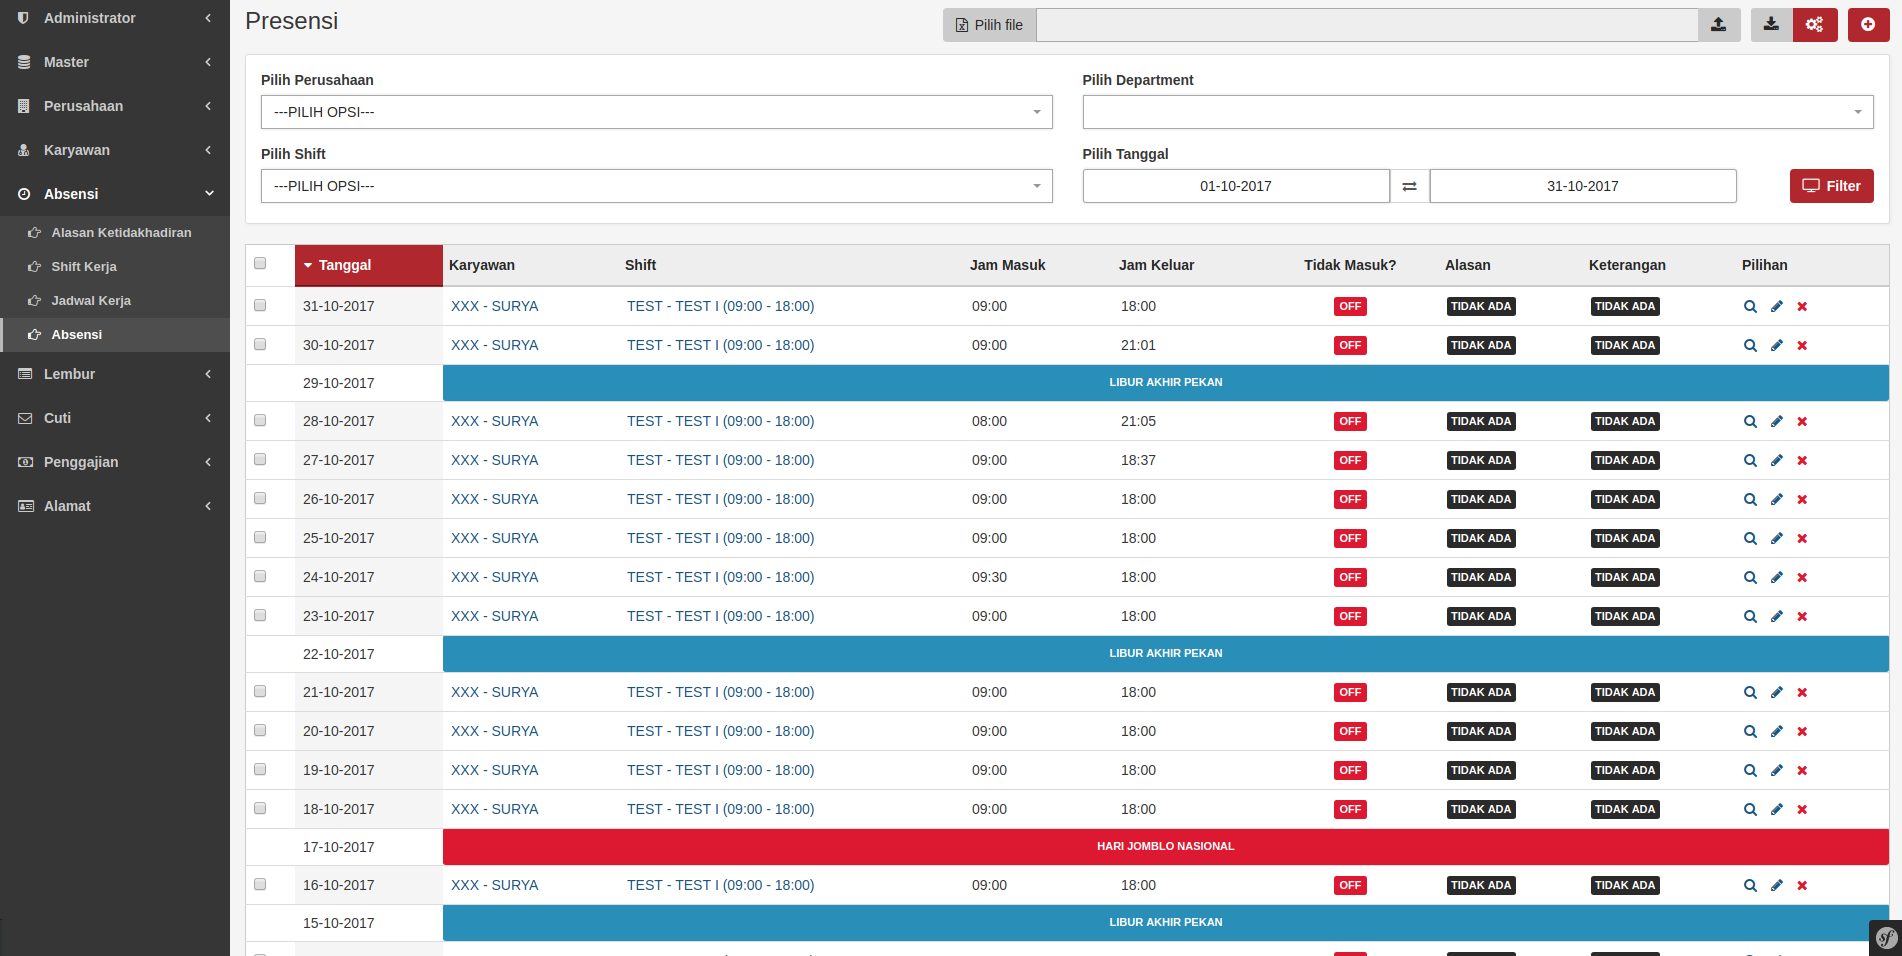 Administrator
Master
Perusahaan
Karyawan
Absensi
Alasan Ketidakhadiran
Shift Kerja
Jadwal Kerja
Absensi
Lembur
Cuti
Penggajian
Alamat
Presensi
Pilih file
Pilih Perusahaan
---PILIH OPSI---
Pilih Department
Pilih Shift
---PILIH OPSI---
Pilih Tanggal
01-10-2017 31-10-2017
Filter
Tanggal Karyawan Shift Jam Masuk Jam Keluar Tidak Masuk? Alasan Keterangan Pilihan
31-10-2017 XXX - SURYA TEST - TEST I (09:00 - 18:00) 09:00 18:00 OFF TIDAK ADA TIDAK ADA
30-10-2017 XXX - SURYA TEST - TEST I (09:00 - 18:00) 09:00 21:01 OFF TIDAK ADA TIDAK ADA
29-10-2017 LIBUR AKHIR PEKAN
28-10-2017 XXX - SURYA TEST - TEST I (09:00 - 18:00) 08:00 21:05 OFF TIDAK ADA TIDAK ADA
27-10-2017 XXX - SURYA TEST - TEST I (09:00 - 18:00) 09:00 18:37 OFF TIDAK ADA TIDAK ADA
26-10-2017 XXX - SURYA TEST - TEST I (09:00 - 18:00) 09:00 18:00 OFF TIDAK ADA TIDAK ADA
25-10-2017 XXX - SURYA TEST - TEST I (09:00 - 18:00) 09:00 18:00 OFF TIDAK ADA TIDAK ADA
24-10-2017 XXX - SURYA TEST - TEST I (09:00 - 18:00) 09:30 18:00 OFF TIDAK ADA TIDAK ADA
23-10-2017 XXX - SURYA TEST - TEST I (09:00 - 18:00) 09:00 18:00 OFF TIDAK ADA TIDAK ADA
22-10-2017 LIBUR AKHIR PEKAN
21-10-2017 XXX - SURYA TEST - TEST I (09:00 - 18:00) 09:00 18:00 OFF TIDAK ADA TIDAK ADA
20-10-2017 XXX - SURYA TEST - TEST I (09:00 - 18:00) 09:00 18:00 OFF TIDAK ADA TIDAK ADA
19-10-2017 XXX - SURYA TEST - TEST I (09:00 - 18:00) 09:00 18:00 OFF TIDAK ADA TIDAK ADA
18-10-2017 XXX - SURYA TEST - TEST I (09:00 - 18:00) 09:00 18:00 OFF TIDAK ADA TIDAK ADA
17-10-2017 HARI JOMBLO NASIONAL
16-10-2017 XXX - SURYA TEST - TEST I (09:00 - 18:00) 09:00 18:00 OFF TIDAK ADA TIDAK ADA
15-10-2017 LIBUR AKHIR PEKAN
sf